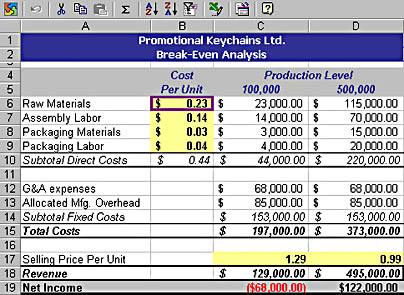 A B C D
1 Promotional Keychains Ltd.
2 Break-Even Analysis
4 Cost Production Level
5 Per Unit 100,000 500,000
6 Raw Materials $ 0.23 $ 23,000.00 $ 115,000.00
7 Assembly Labor $ 0.14 $ 14,000.00 $ 70,000.00
8 Packaging Materials $ 0.03 $ 3,000.00 $ 15,000.00
9 Packaging Labor $ 0.04 $ 4,000.00 $ 20,000.00
10 Subtotal Direct Costs $ 0.44 $ 44,000.00 $ 220,000.00
11
12 G&A expenses $ 68,000.00 $ 68,000.00
13 Allocated Mfg. Overhead $ 85,000.00 $ 85,000.00
14 Subtotal Fixed Costs $ 153,000.00 $ 153,000.00
15 Total Costs $ 197,000.00 $ 373,000.00
16
17 Selling Price Per Unit 1.29 0.99
18 Revenue $ 129,000.00 $ 495,000.00
19 Net Income ($68,000.00) $122,000.00